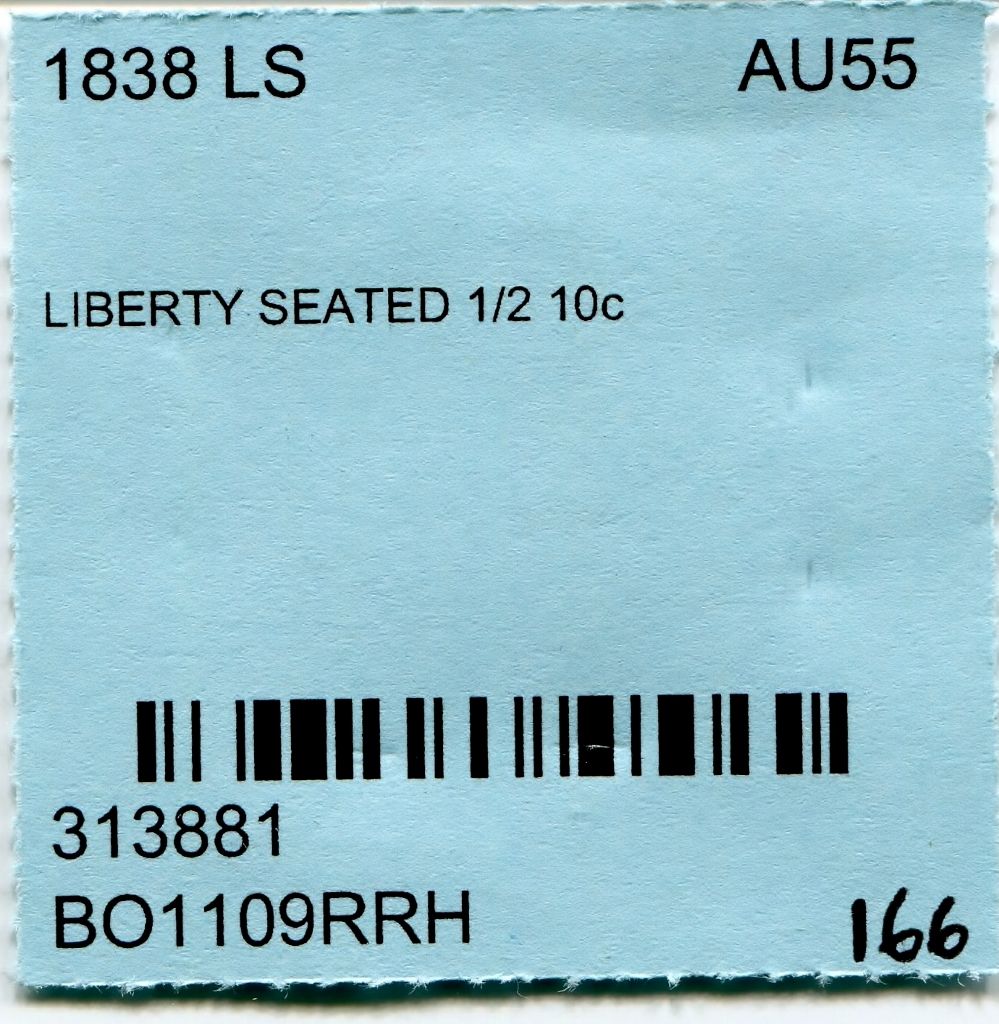 1838 LS AU55
LIBERTY SEATED 1/2 10c
313881
BO1109RRH 166